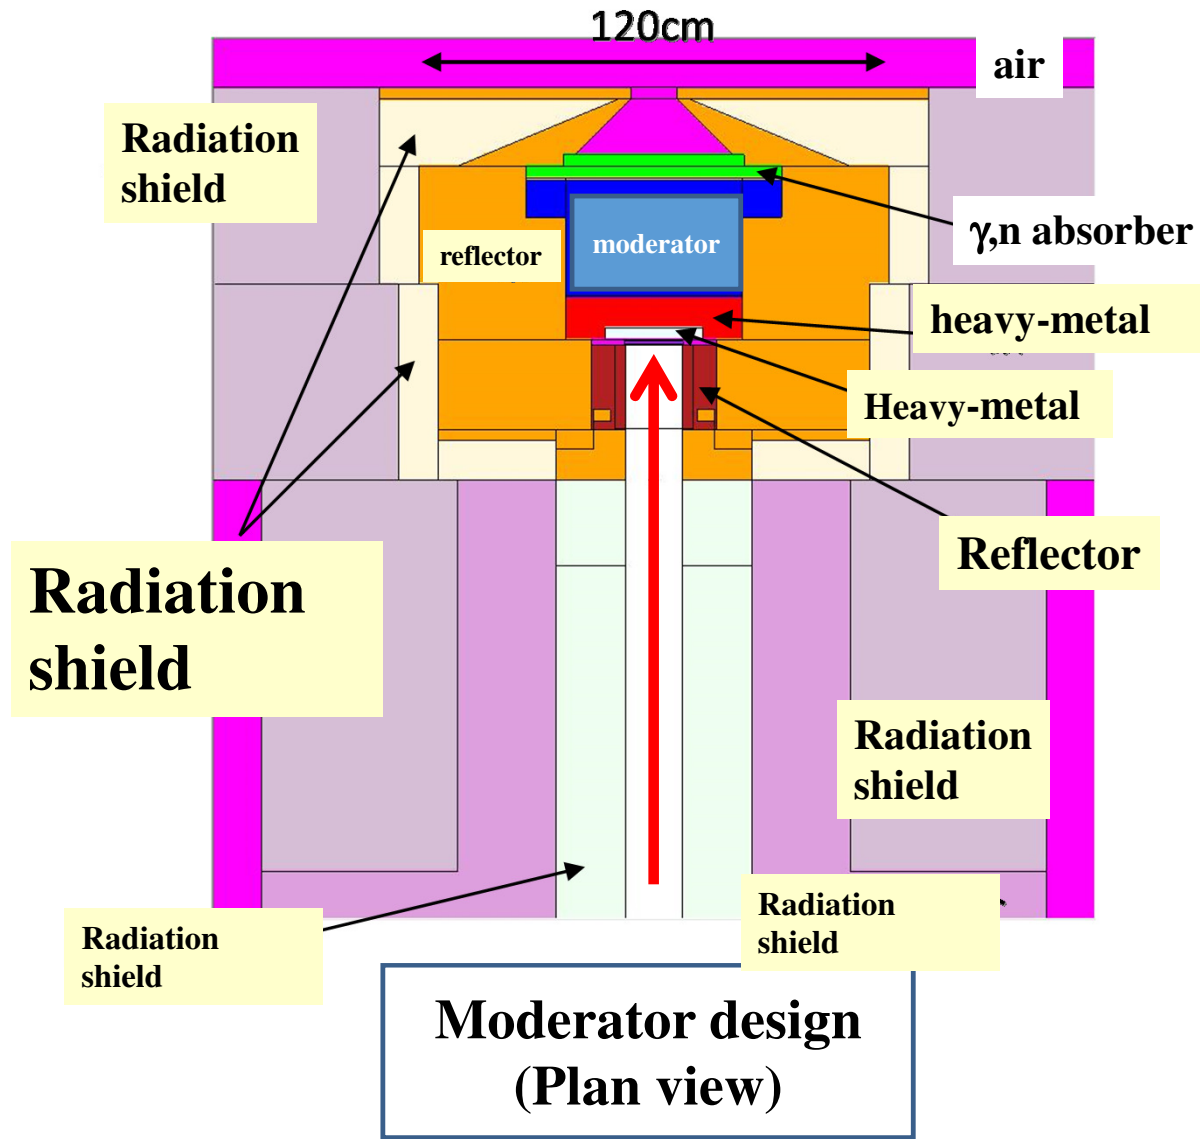 120cm
air
Radiation
shield
γ,n absorber
reflector
moderator
heavy-metal
Heavy-metal
Reflector
Radiation
shield
Radiation
shield
Radiation
shield
Radiation
shield
Moderator design
(Plan view)